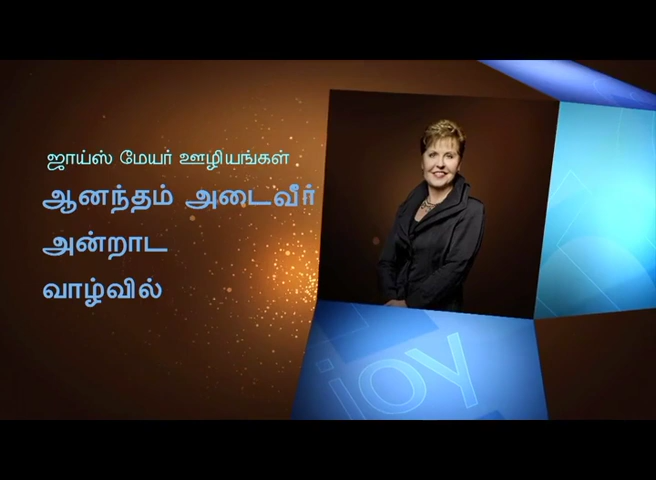 ஜாய்ஸ் மேயர் ஊழியங்கள்
ஆனந்தம் அடைவீர்
அன்றாட
வாழ்வில்
joy